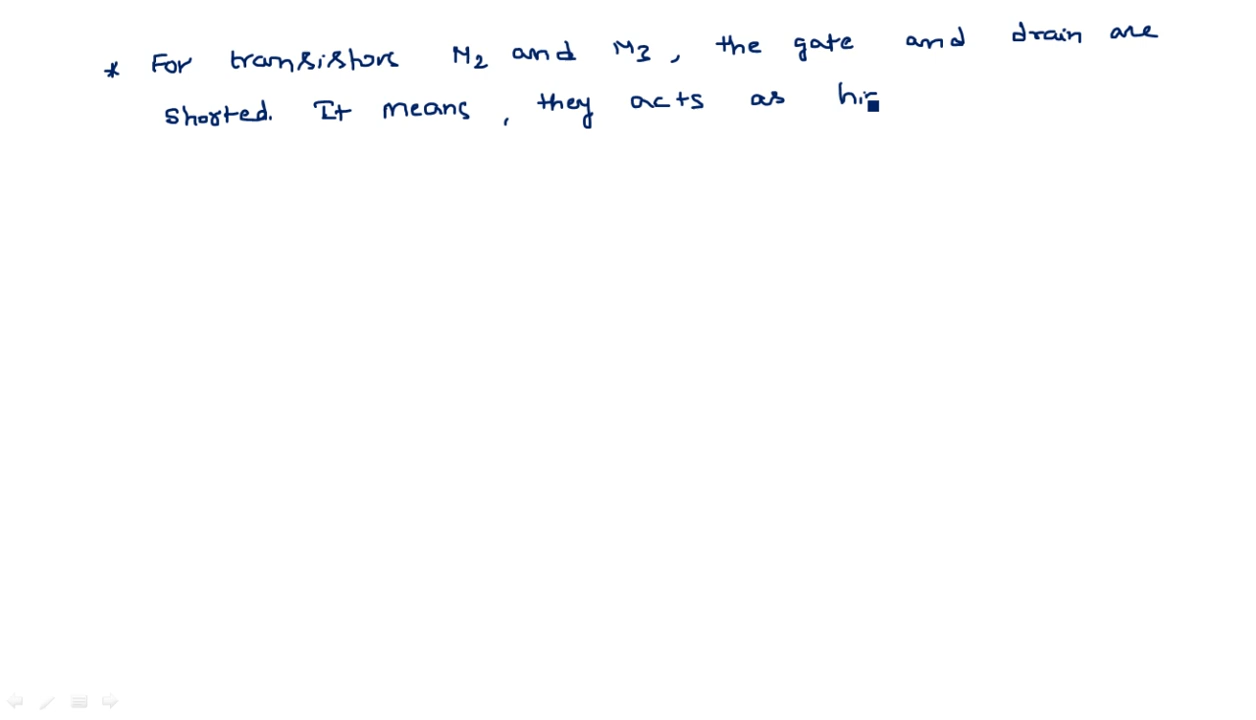 * For transistors M2 and M3, the gate and drain are
shorted. It means, they acts as